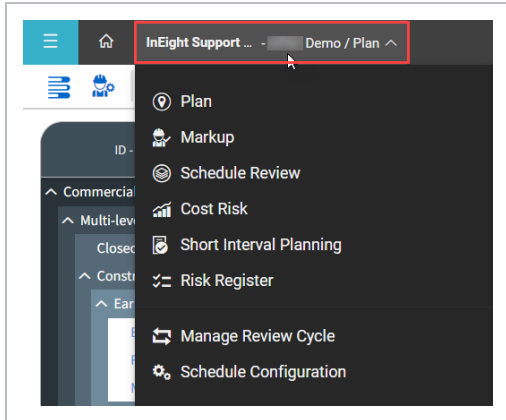 InEight Support ... - Demo / Plan
Plan
Markup
ID -
Schedule Review
Commercia
Cost Risk
Multi-lev
Short Interval Planning
Closed
Constr
Risk Register
Ear
Manage Review Cycle
Schedule Configuration